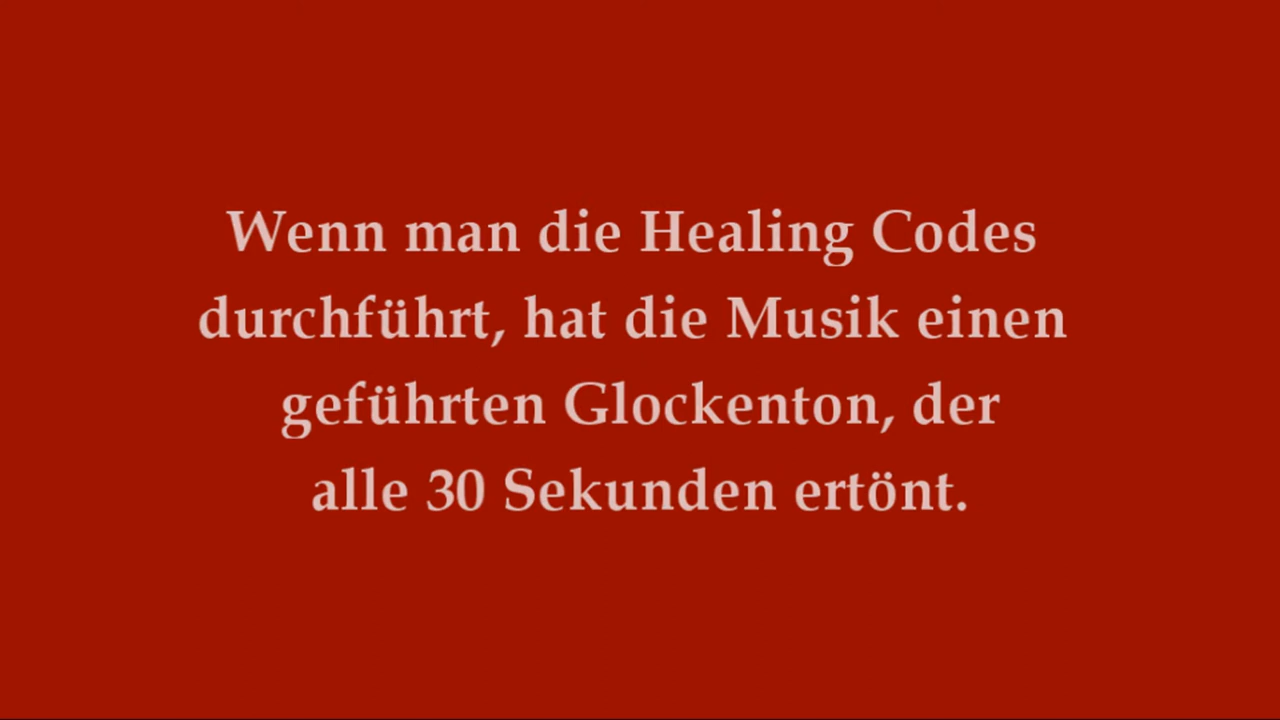 Wenn man die Healing Codes
durchführt, hat die Musik einen
geführten Glockenton, der
alle 30 Sekunden ertönt.